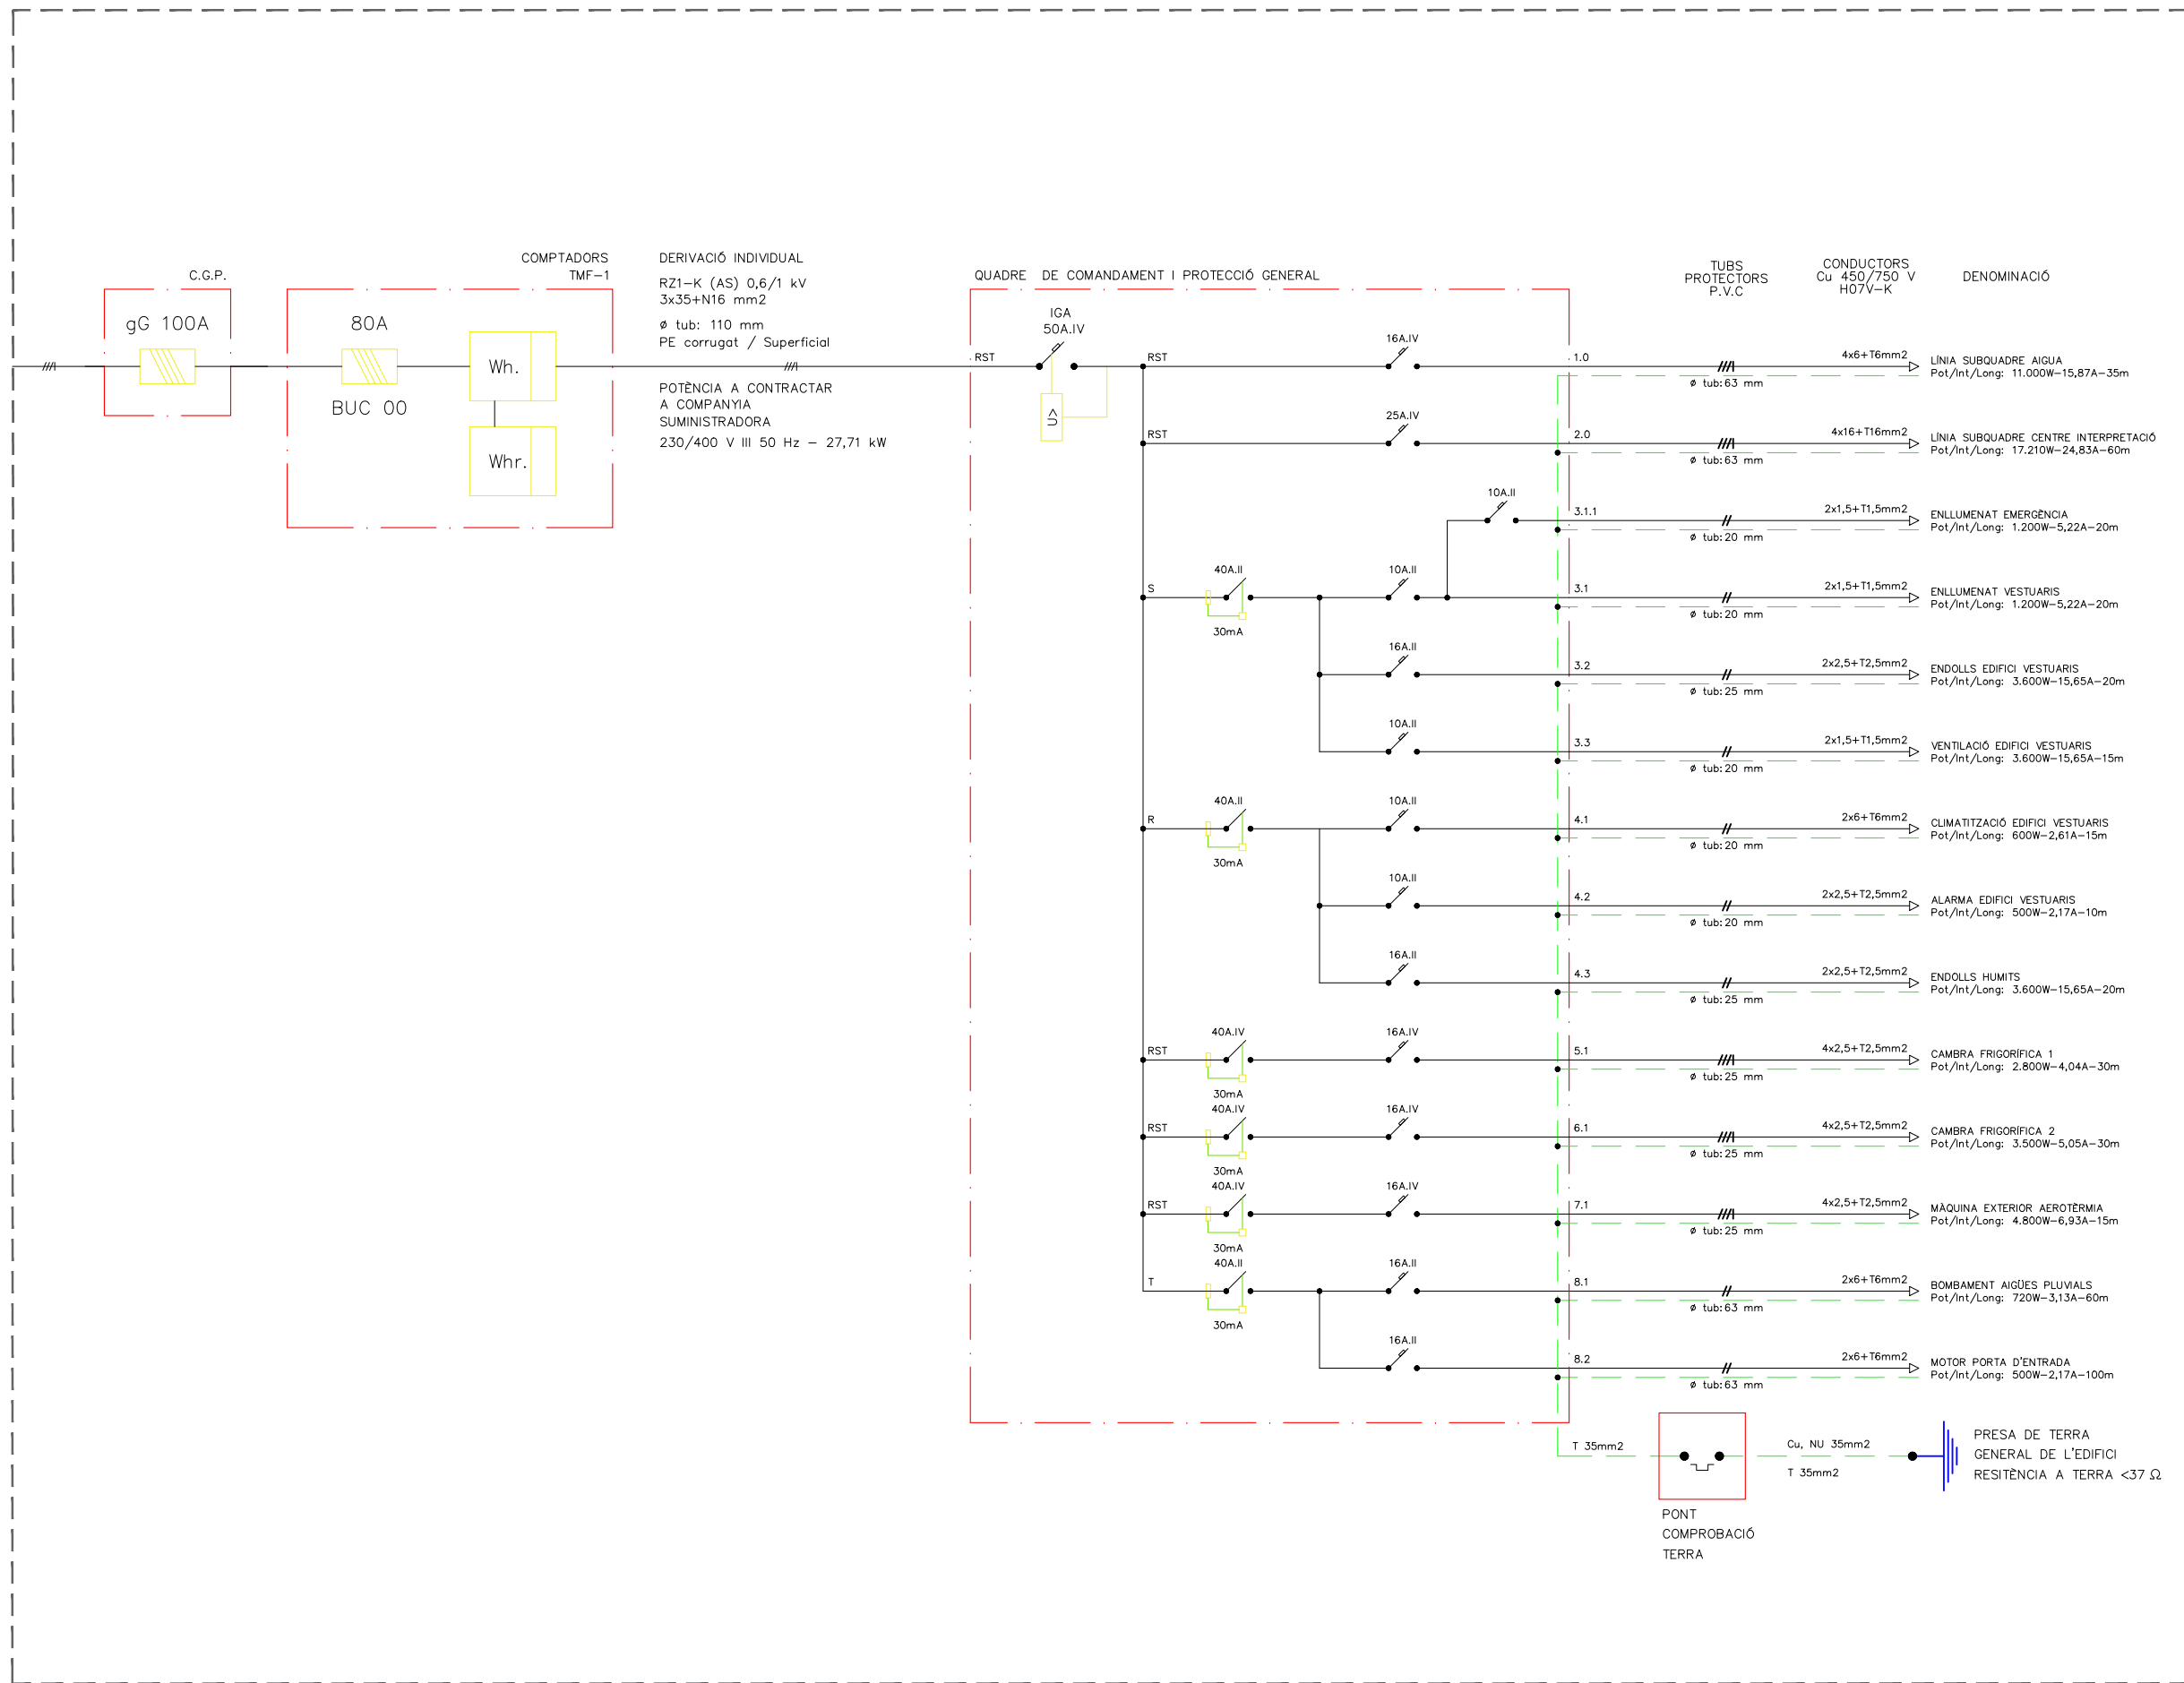 C.G.P.
gG 100A
COMPTADORS
TMF-1
80A
BUC 00
Wh.
Whr.
DERIVACIÓ INDIVIDUAL
RZ1-K (AS) 0,6/1 kV
3x35+N16 mm2
ø tub: 110 mm
PE corrugat / Superficial
POTÈNCIA A CONTRACTAR
A COMPANYIA
SUMINISTRADORA
230/400 V III 50 Hz - 27,71 kW
QUADRE DE COMANDAMENT I PROTECCIÓ GENERAL
RST
IGA
50A.IV
U>
TUBS
PROTECTORS
P.V.C
CONDUCTORS
Cu 450/750 V
H07V-K
DENOMINACIÓ
RST
16A.IV
1.0
ø tub: 63 mm
4x6+T6mm2
LÍNIA SUBQUADRE AIGUA
Pot/Int/Long: 11.000W-15,87A-35m
RST
25A.IV
2.0
ø tub: 63 mm
4x16+T16mm2
LÍNIA SUBQUADRE CENTRE INTERPRETACIÓ
Pot/Int/Long: 17.210W-24,83A-60m
10A.II
3.1.1
ø tub: 20 mm
2x1,5+T1,5mm2
ENLLUMENAT EMERGÈNCIA
Pot/Int/Long: 1.200W-5,22A-20m
S
40A.II
30mA
10A.II
3.1
ø tub: 20 mm
2x1,5+T1,5mm2
ENLLUMENAT VESTUARIS
Pot/Int/Long: 1.200W-5,22A-20m
16A.II
3.2
ø tub: 25 mm
2x2,5+T2,5mm2
ENDOLLS EDIFICI VESTUARIS
Pot/Int/Long: 3.600W-15,65A-20m
10A.II
3.3
ø tub: 20 mm
2x1,5+T1,5mm2
VENTILACIÓ EDIFICI VESTUARIS
Pot/Int/Long: 3.600W-15,65A-15m
R
40A.II
30mA
10A.II
4.1
ø tub: 20 mm
2x6+T6mm2
CLIMATITZACIÓ EDIFICI VESTUARIS
Pot/Int/Long: 600W-2,61A-15m
10A.II
4.2
ø tub: 20 mm
2x2,5+T2,5mm2
ALARMA EDIFICI VESTUARIS
Pot/Int/Long: 500W-2,17A-10m
16A.II
4.3
ø tub: 25 mm
2x2,5+T2,5mm2
ENDOLLS HUMITS
Pot/Int/Long: 3.600W-15,65A-20m
RST
40A.IV
30mA
16A.IV
5.1
ø tub: 25 mm
4x2,5+T2,5mm2
CAMBRA FRIGORÍFICA 1
Pot/Int/Long: 2.800W-4,04A-30m
RST
40A.IV
30mA
16A.IV
6.1
ø tub: 25 mm
4x2,5+T2,5mm2
CAMBRA FRIGORÍFICA 2
Pot/Int/Long: 3.500W-5,05A-30m
RST
40A.IV
30mA
16A.IV
7.1
ø tub: 25 mm
4x2,5+T2,5mm2
MÀQUINA EXTERIOR AEROTÈRMIA
Pot/Int/Long: 4.800W-6,93A-15m
T
40A.II
30mA
16A.II
8.1
ø tub: 63 mm
2x6+T6mm2
BOMBAMENT AIGÜES PLUVIALS
Pot/Int/Long: 720W-3,13A-60m
16A.II
8.2
ø tub: 63 mm
2x6+T6mm2
MOTOR PORTA D'ENTRADA
Pot/Int/Long: 500W-2,17A-100m
T 35mm2
PONT
COMPROBACIÓ
TERRA
Cu, NU 35mm2
T 35mm2
PRESA DE TERRA
GENERAL DE L'EDIFICI
RESITÈNCIA A TERRA <37 Ω